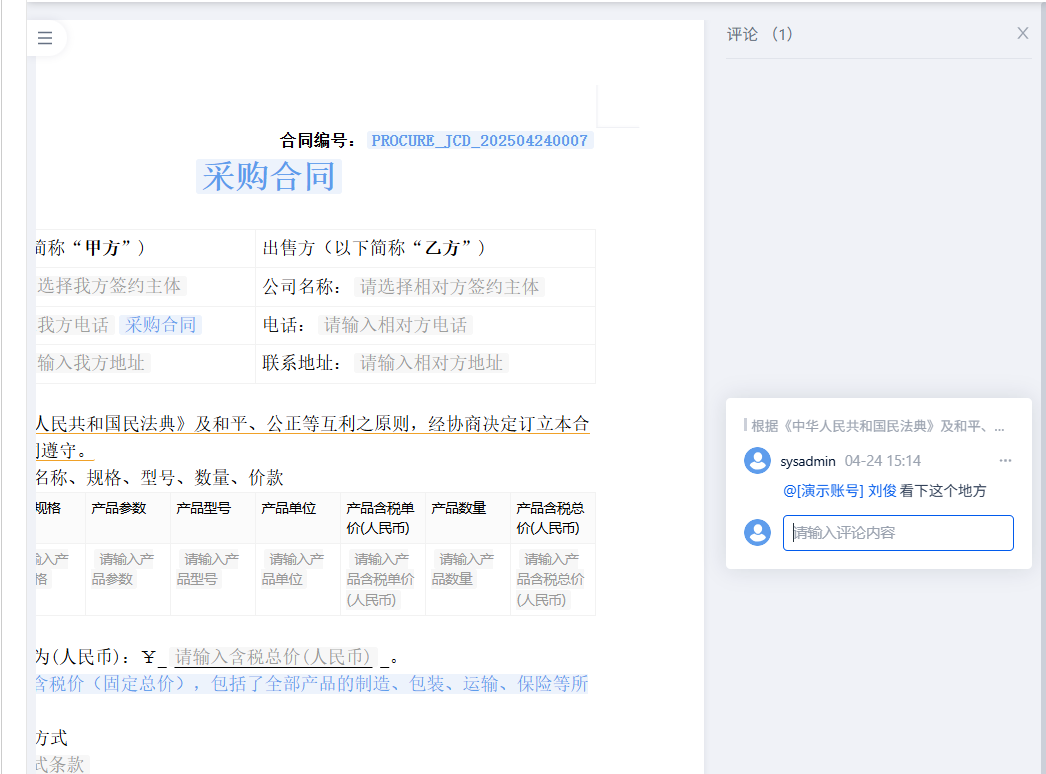 评论 （1）
合同编号： PROCURE_JCD_202504240007
采购合同
简称“甲方”） 出售方（以下简称“乙方”）
选择我方签约主体 公司名称： 请选择相对方签约主体
我方电话 采购合同 电话： 请输入相对方电话
输入我方地址 联系地址： 请输入相对方地址
人民共和国民法典》及和平、公正等互利之原则，经协商决定订立本合
遵守。
名称、规格、型号、数量、价款
规格 产品参数 产品型号 产品单位 产品含税单价(人民币) 产品数量 产品含税总价(人民币)
输入产格 请输入产品参数 请输入产品型号 请输入产品单位 请输入产品含税单价(人民币) 请输入产品数量 请输入产品含税总价(人民币)
为(人民币)：￥_ 请输入含税总价(人民币) _。
含税价（固定总价），包括了全部产品的制造、包装、运输、保险等所
方式
式条款
根据《中华人民共和国民法典》及和平、...
sysadmin 04-24 15:14 ...
@[演示账号] 刘俊 看下这个地方
请输入评论内容